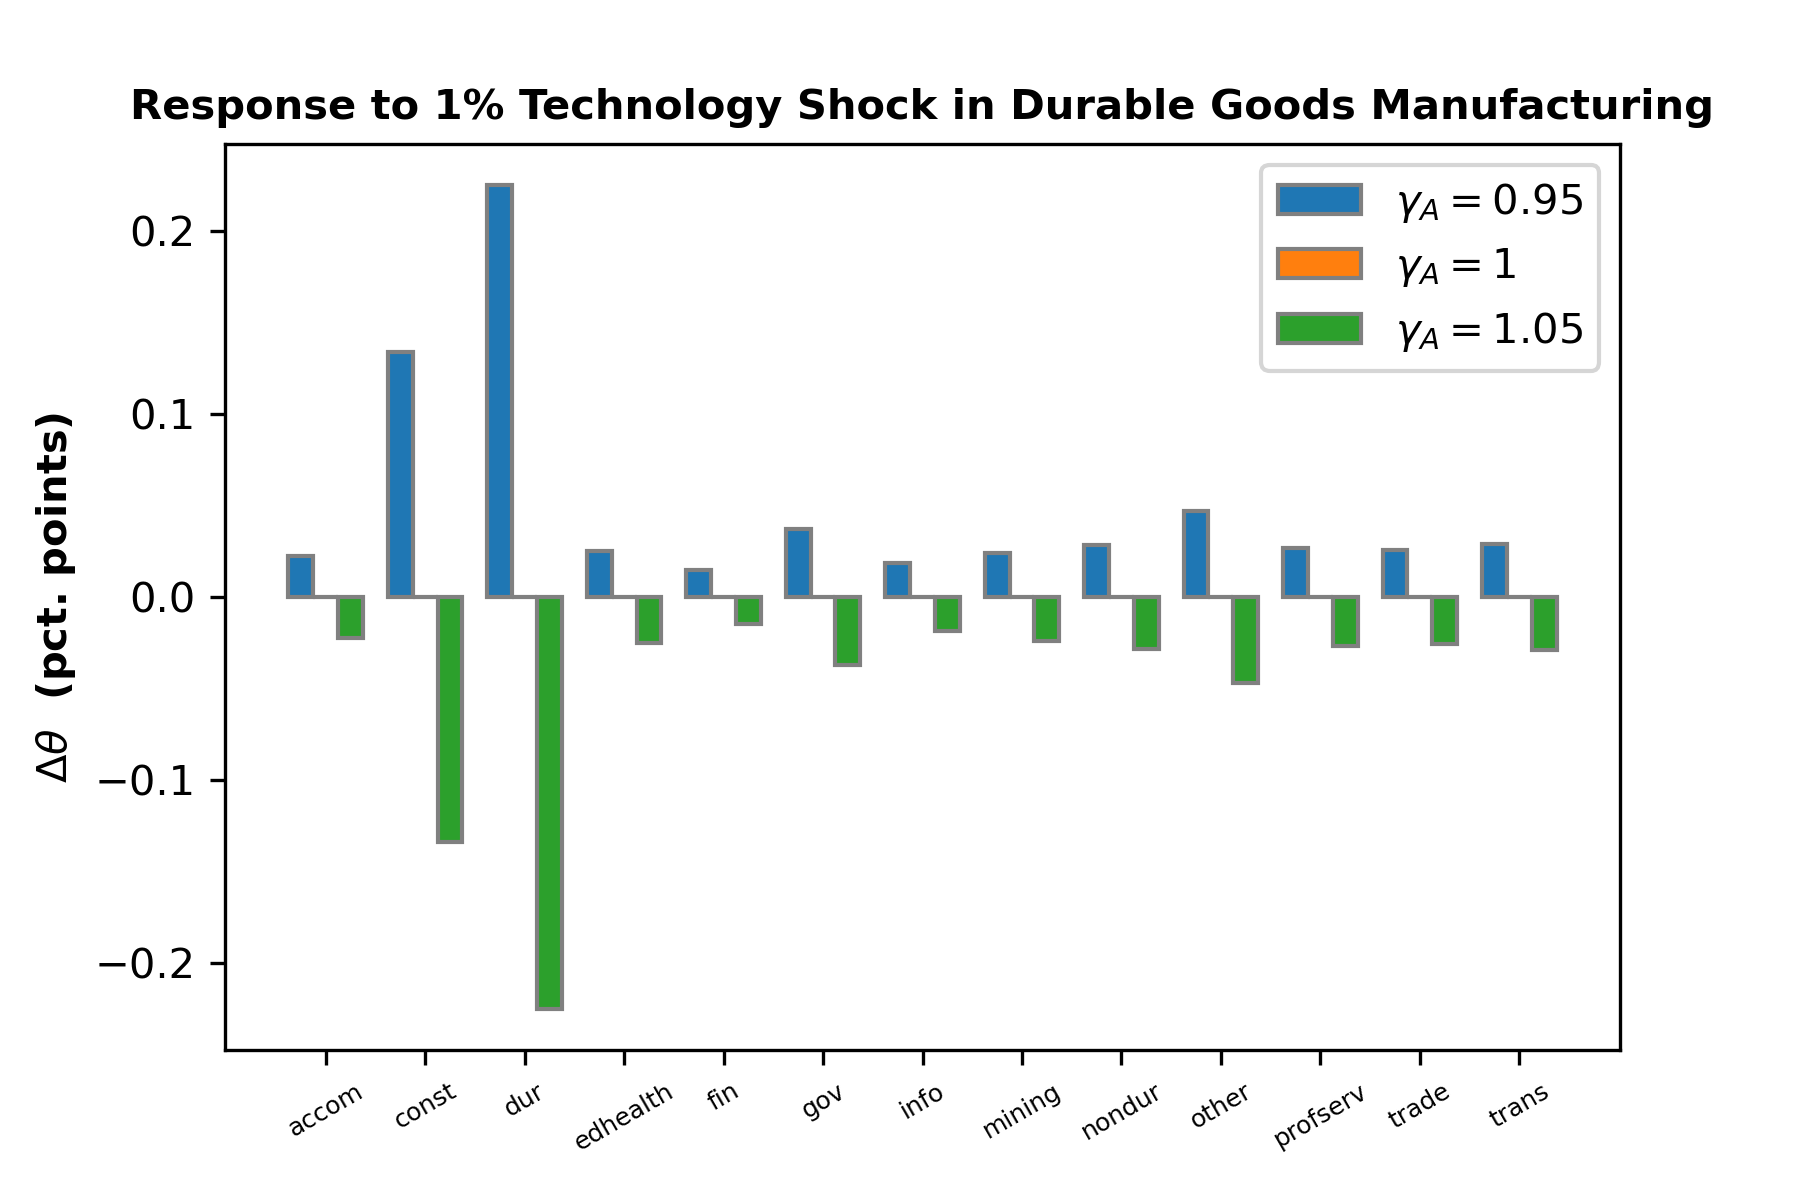 Response to 1% Technology Shock in Durable Goods Manufacturing
Δθ (pct. points)
0.2
0.1
0.0
−0.1
−0.2
γA = 0.95
γA = 1
γA = 1.05
accom const dur edhealth fin gov info mining nondur other profserv trade trans